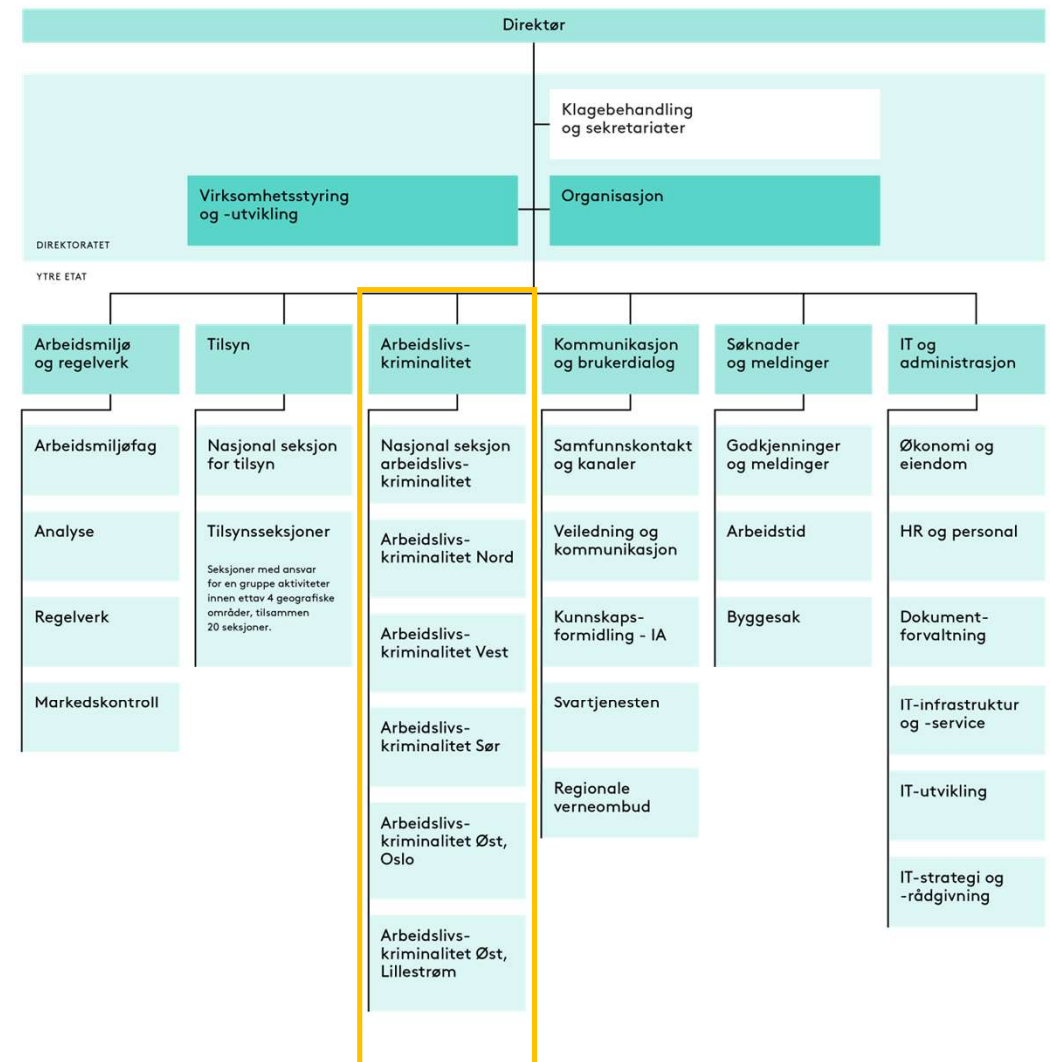 Direktør
Klagebehandling
og sekretariater
Virksomhetsstyring
og -utvikling
Organisasjon
DIREKTORATET
YTRE ETAT
Arbeidsmiljø
og regelverk
Arbeidsmiljøfag
Analyse
Regelverk
Markedskontroll
Tilsyn
Nasjonal seksjon
for tilsyn
Tilsynsseksjoner
Seksjoner med ansvar
for en gruppe aktiviteter
innen ettav 4 geografiske
områder, tilsammen
20 seksjoner.
Arbeidslivs-
kriminalitet
Nasjonal seksjon
arbeidslivs-
kriminalitet
Arbeidslivs-
kriminalitet Nord
Arbeidslivs-
kriminalitet Vest
Arbeidslivs-
kriminalitet Sør
Arbeidslivs-
kriminalitet Øst,
Oslo
Arbeidslivs-
kriminalitet Øst,
Lillestrøm
Kommunikasjon
og brukerdialog
Samfunnskontakt
og kanaler
Veiledning og
kommunikasjon
Kunnskaps-
formidling - IA
Svartjenesten
Regionale
verneombud
Søknader
og meldinger
Godkjenninger
og meldinger
Arbeidstid
Byggesak
IT og
administrasjon
Økonomi og
eiendom
HR og personal
Dokument-
forvaltning
IT-infrastruktur
og -service
IT-utvikling
IT-strategi og
-rådgivning